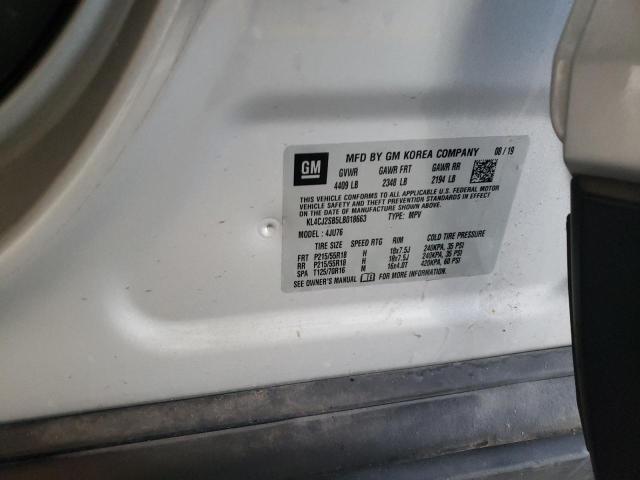 GM
MFD BY GM KOREA COMPANY 08/19
GVWR GAWR FRT GAWR RR
4409 LB 2348 LB 2194 LB
THIS VEHICLE CONFORMS TO ALL APPLICABLE U.S. FEDERAL MOTOR
VEHICLE SAFETY AND THEFT PREVENTION STANDARDS IN EFFECT
ON THE DATE OF MANUFACTURE SHOWN ABOVE.
KL4CJ2SB5LB018663 TYPE: MPV
MODEL: 4JU76
TIRE SIZE SPEED RTG RIM COLD TIRE PRESSURE
FRT P215/55R18 H 18x7.5J 240KPA, 35 PSI
RR P215/55R18 H 18x7.5J 240KPA, 35 PSI
SPA T125/70R16 M 16x4.0T 420KPA, 60 PSI
SEE OWNER'S MANUAL FOR MORE INFORMATION.